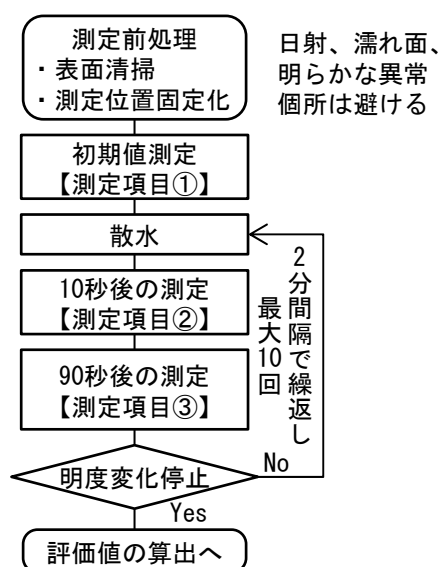 測定前処理
・表面清掃
・測定位置固定化
日射、濡れ面、
明らかな異常
個所は避ける
初期値測定
【測定項目①】
散水
10秒後の測定
【測定項目②】
90秒後の測定
【測定項目③】
2分間隔で繰返し
最大10回
明度変化停止
No
Yes
評価値の算出へ